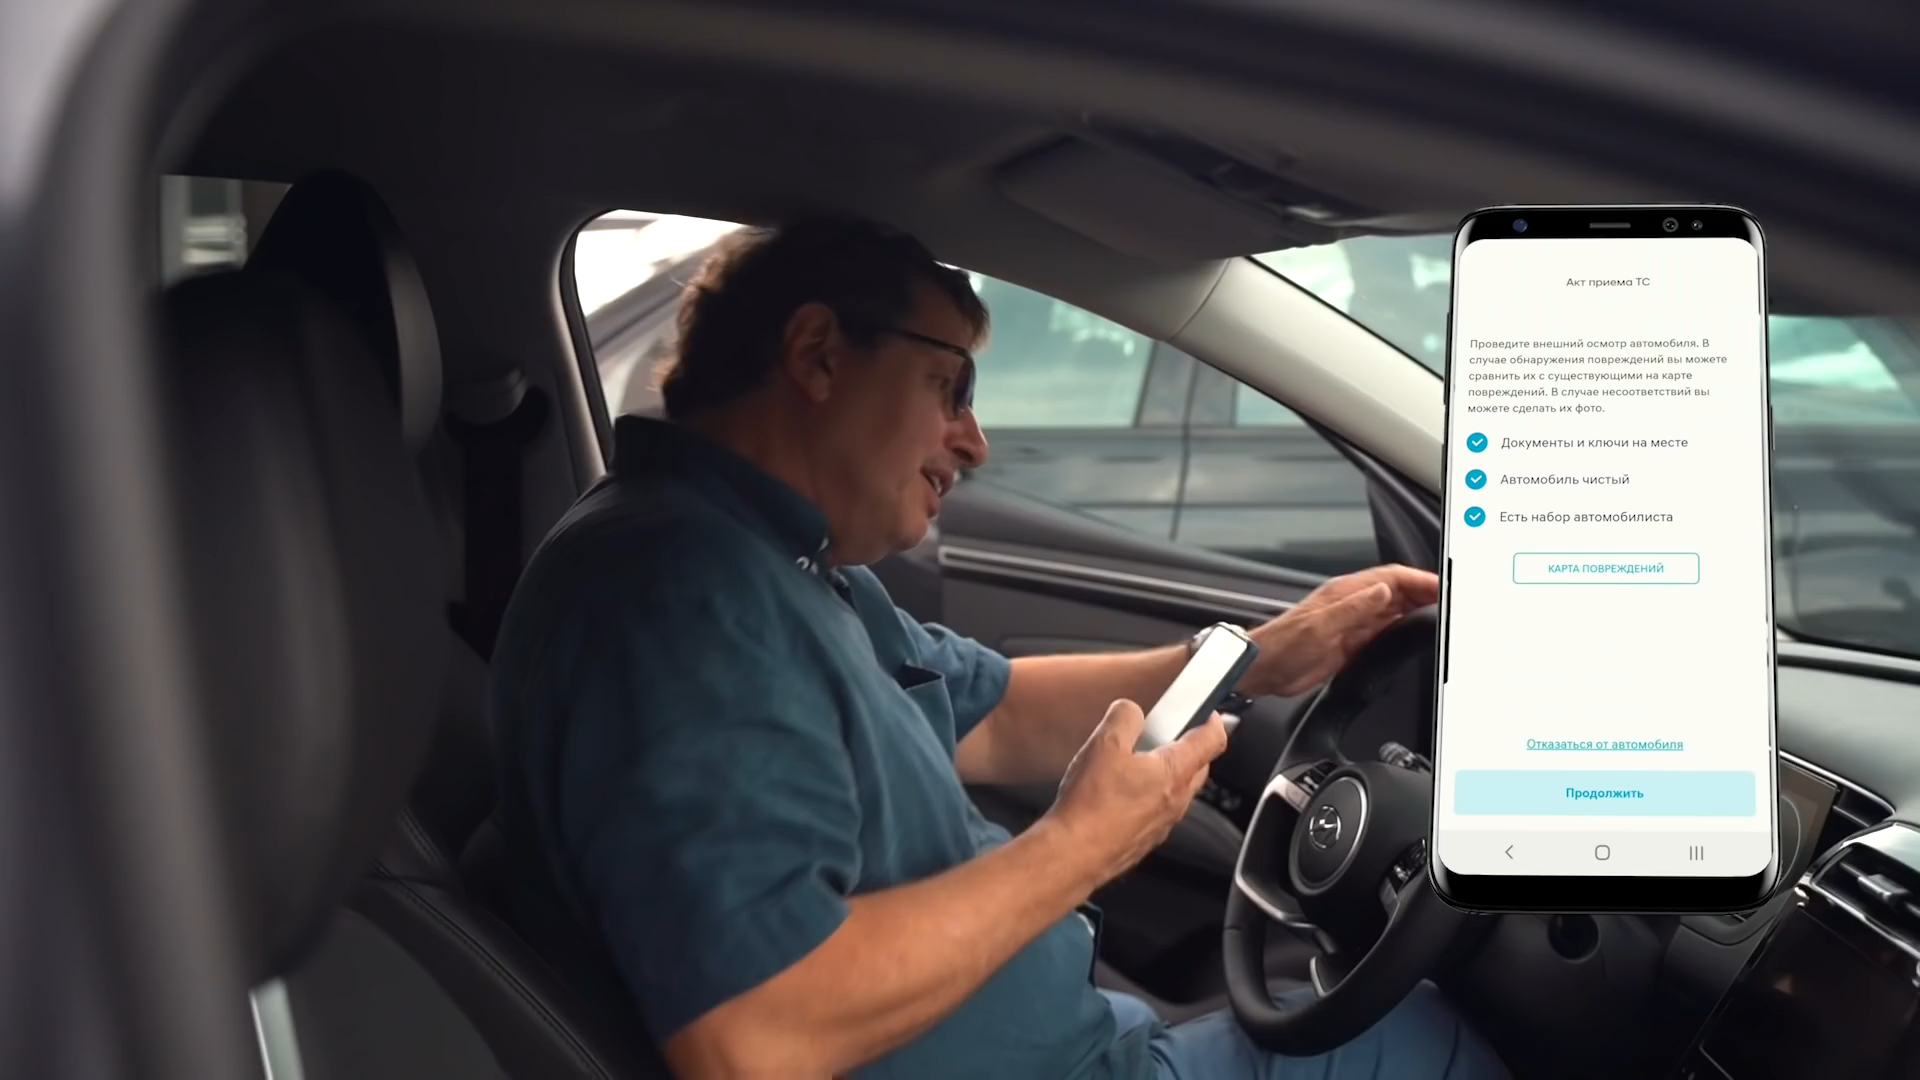 Акт приема ТС
Проведите внешний осмотр автомобиля. В
случае обнаружения повреждений вы можете
сравнить их с существующими на карте
повреждений. В случае несоответствий вы
можете сделать их фото.
Документы и ключи на месте
Автомобиль чистый
Есть набор автомобилиста
КАРТА ПОВРЕЖДЕНИЙ
Отказаться от автомобиля
Продолжить